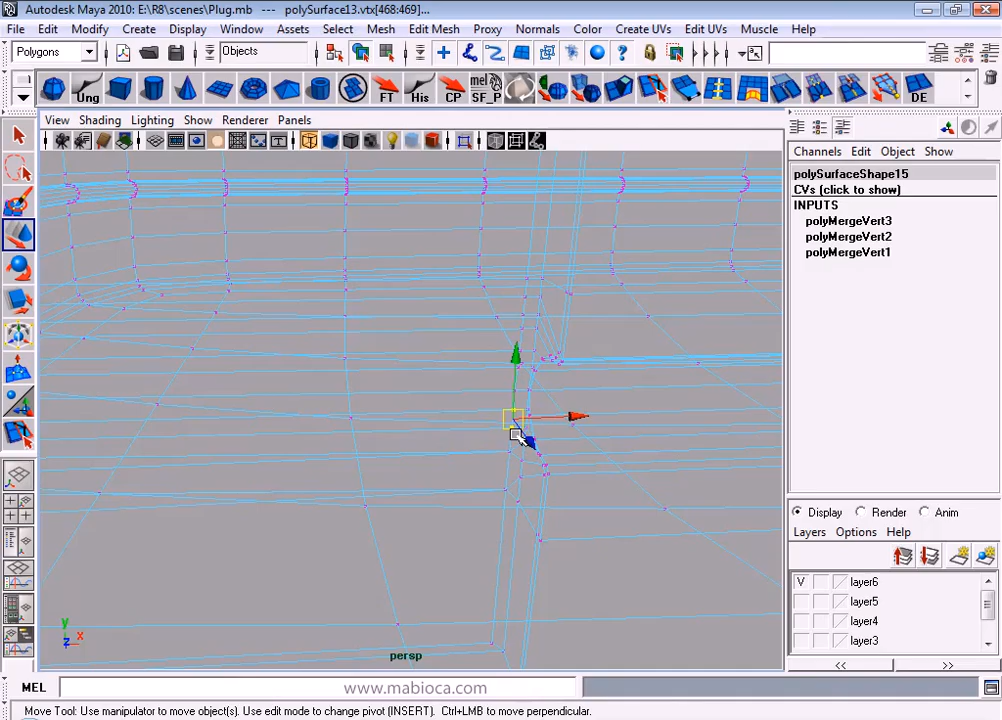 Autodesk Maya 2010: E:\R8\scenes\Plug.mb --- polySurface13.vtx[468:469]...
File Edit Modify Create Display Window Assets Select Mesh Edit Mesh Proxy Normals Color Create UVs Edit UVs Muscle Help
Polygons Objects
Ung FT His CP mel SF_P DE
View Shading Lighting Show Renderer Panels
Channels Edit Object Show
polySurfaceShape15
CVs (click to show)
INPUTS
polyMergeVert3
polyMergeVert2
polyMergeVert1
Display Render Anim
Layers Options Help
V layer6
layer5
layer4
layer3
y
x
z
persp
<< >>
MEL www.mabioca.com
Move Tool: Use manipulator to move object(s). Use edit mode to change pivot (INSERT). Ctrl+LMB to move perpendicular.